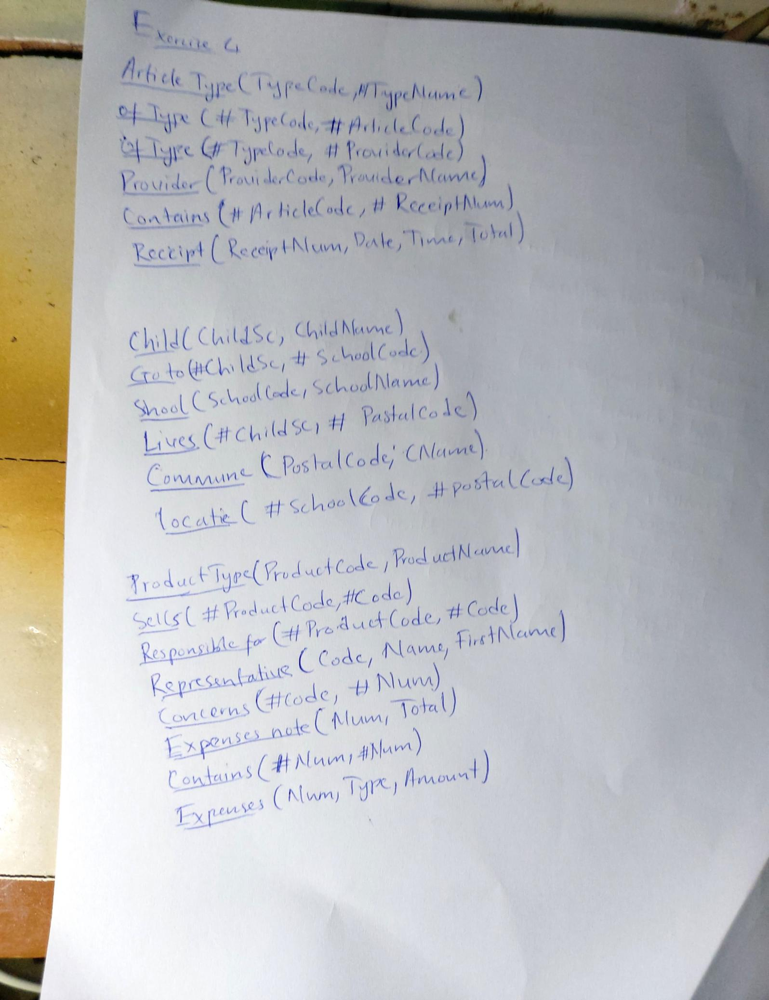 Exercise 4
Article Type (TypeCode, TypeName)
of Type (# TypeCode, # ArticleCode)
of Type (# TypeCode, # ProviderCode)
Provider (ProviderCode, ProviderName)
Contains (# ArticleCode, # ReceiptNum)
Receipt (ReceiptNum, Date, Time, Total)
Child( ChildSc, ChildName)
Go to (#ChildSc, # SchoolCode)
Shool (SchoolCode, SchoolName)
Lives (#ChildSc, # PastalCode)
Commune (PostalCode, CName)
locatie ( #SchoolCode, #postalCode)
Product Type( ProductCode, ProductName)
Sells( # ProductCode, #Code)
Responsible for (# ProductCode, #Code)
Representative ( Code, Name, FirstName)
Concerns (#Code, # Num)
Expenses note ( Num, Total)
Contains ( # Num, #Num)
Expenses ( Num, Type, Amount)